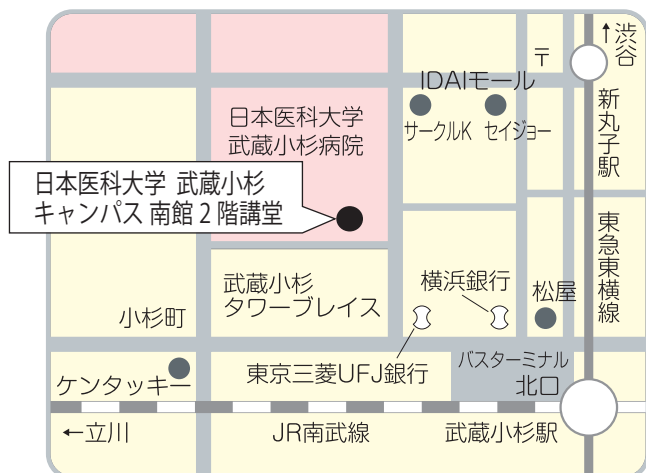 ↑渋谷
〒
IDAIモール
サークルK セイジョー
新丸子駅
日本医科大学
武蔵小杉病院
日本医科大学 武蔵小杉
キャンパス 南館2階講堂
東急東横線
武蔵小杉
タワープレイス
横浜銀行
松屋
小杉町
ケンタッキー
東京三菱UFJ銀行
バスターミナル
北口
←立川
JR南武線
武蔵小杉駅